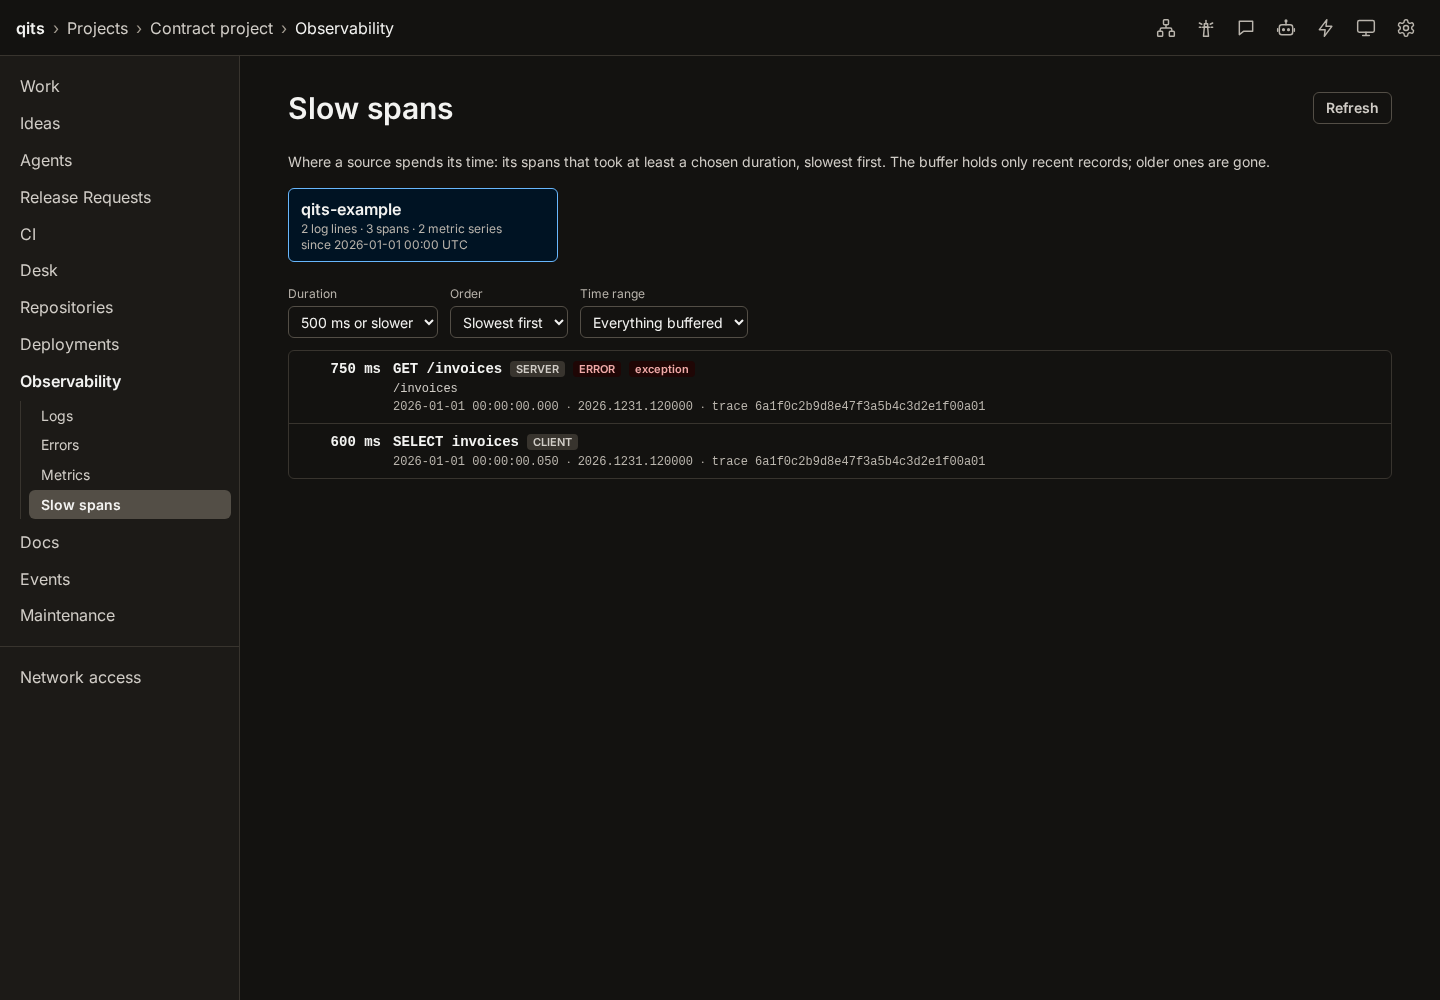 qits › Projects › Contract project › Observability
Work
Ideas
Agents
Release Requests
CI
Desk
Repositories
Deployments
Observability
Logs
Errors
Metrics
Slow spans
Docs
Events
Maintenance
Network access
Slow spans
Refresh
Where a source spends its time: its spans that took at least a chosen duration, slowest first. The buffer holds only recent records; older ones are gone.
qits-example
2 log lines · 3 spans · 2 metric series
since 2026-01-01 00:00 UTC
Duration Order Time range
500 ms or slower Slowest first Everything buffered
750 ms GET /invoices SERVER ERROR exception
/invoices
2026-01-01 00:00:00.000 · 2026.1231.120000 · trace 6a1f0c2b9d8e47f3a5b4c3d2e1f00a01
600 ms SELECT invoices CLIENT
2026-01-01 00:00:00.050 · 2026.1231.120000 · trace 6a1f0c2b9d8e47f3a5b4c3d2e1f00a01